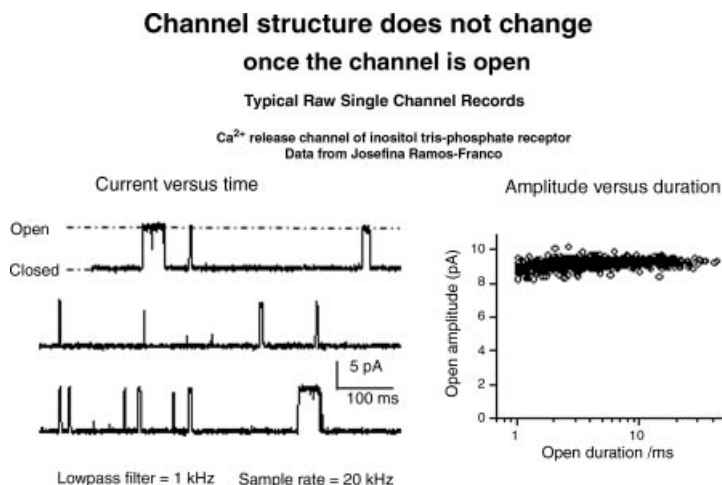 Channel structure does not change
once the channel is open
Typical Raw Single Channel Records
Ca²⁺ release channel of inositol tris-phosphate receptor
Data from Josefina Ramos-Franco
Current versus time
Amplitude versus duration
Open
Closed
5 pA
100 ms
Lowpass filter = 1 kHz Sample rate = 20 kHz
Open amplitude (pA)
10
8
6
4
2
0
1 10
Open duration /ms